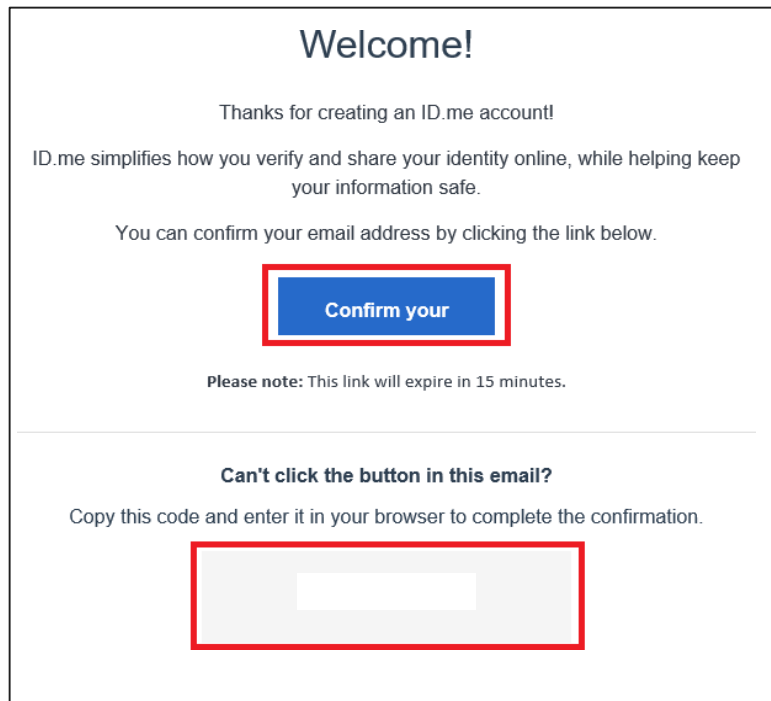 Welcome!
Thanks for creating an ID.me account!
ID.me simplifies how you verify and share your identity online, while helping keep
your information safe.
You can confirm your email address by clicking the link below.
Confirm your
Please note: This link will expire in 15 minutes.
Can't click the button in this email?
Copy this code and enter it in your browser to complete the confirmation.